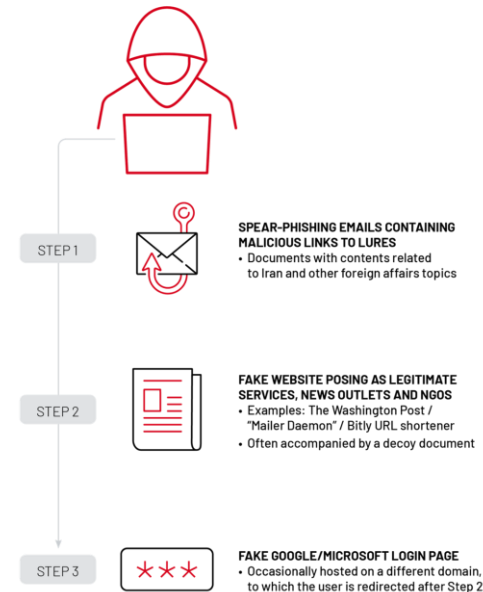 STEP 1
SPEAR-PHISHING EMAILS CONTAINING
MALICIOUS LINKS TO LURES
• Documents with contents related
to Iran and other foreign affairs topics
STEP 2
FAKE WEBSITE POSING AS LEGITIMATE
SERVICES, NEWS OUTLETS AND NGOS
• Examples: The Washington Post /
"Mailer Daemon" / Bitly URL shortener
• Often accompanied by a decoy document
STEP 3
***
FAKE GOOGLE/MICROSOFT LOGIN PAGE
• Occasionally hosted on a different domain,
to which the user is redirected after Step 2